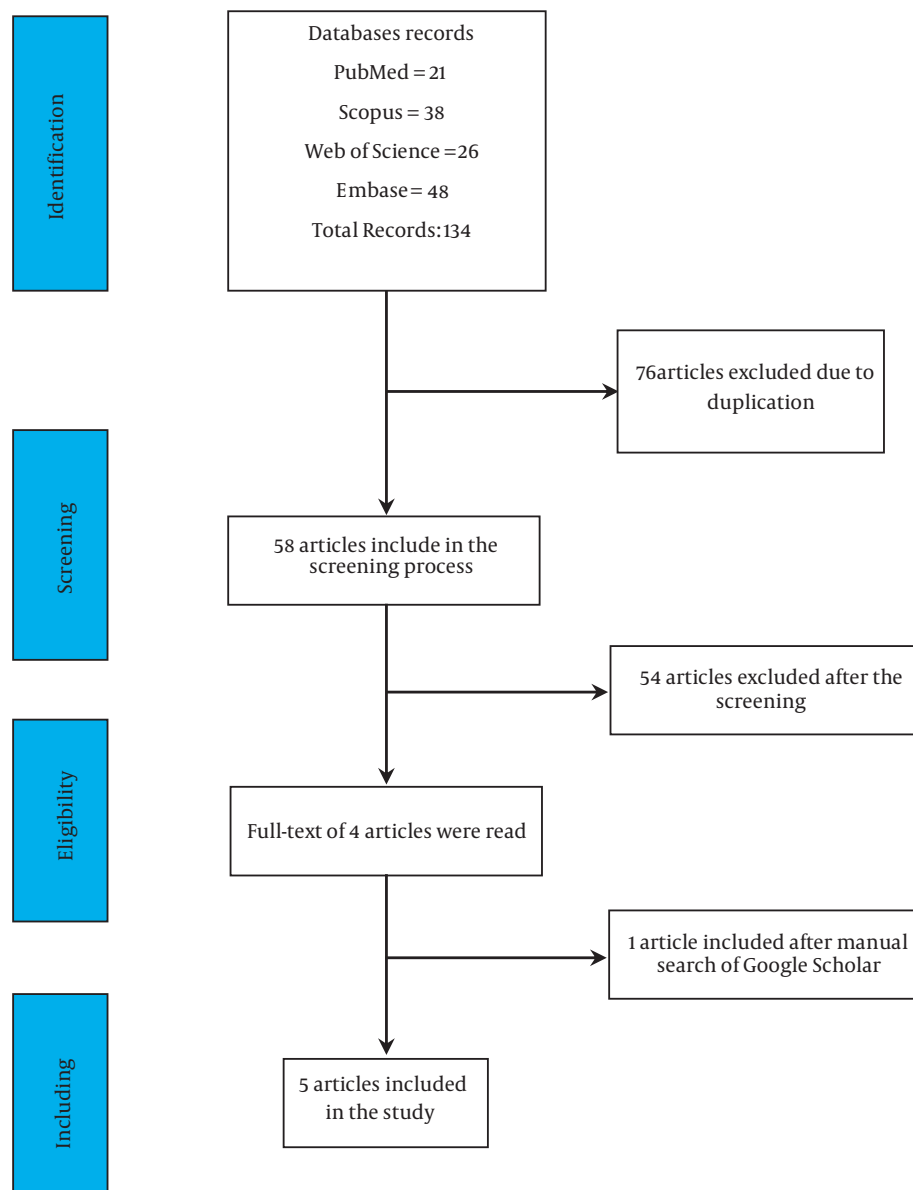 Identification
Databases records
PubMed = 21
Scopus = 38
Web of Science =26
Embase= 48
Total Records:134
76articles excluded due to
duplication
Screening
58 articles include in the
screening process
54 articles excluded after the
screening
Eligibility
Full-text of 4 articles were read
1 article included after manual
search of Google Scholar
Including
5 articles included
in the study